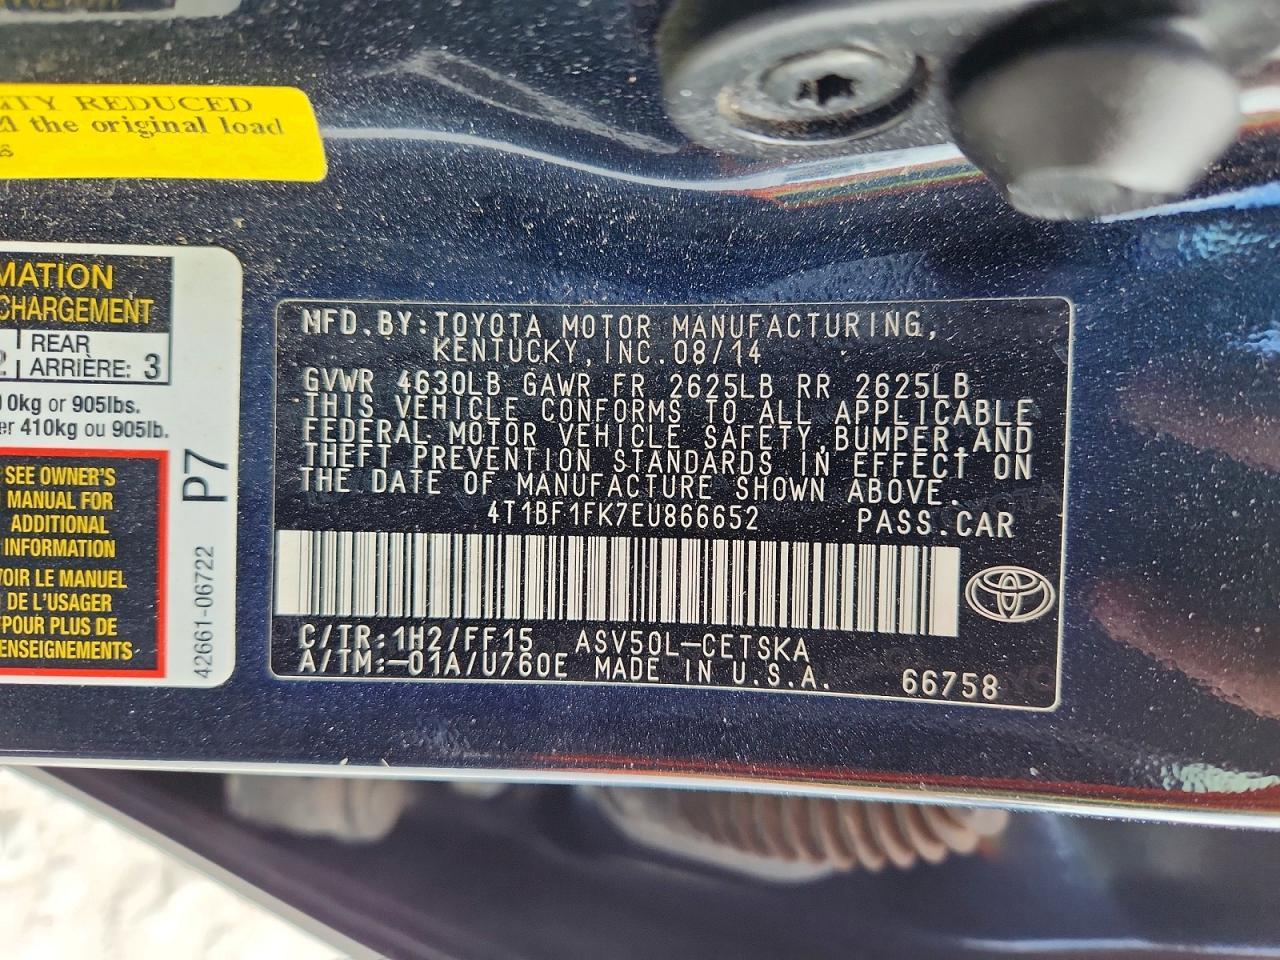 TY REDUCED
the original load
MATION
CHARGEMENT
REAR
ARRIÈRE: 3
0kg or 905lbs.
er 410kg ou 905lb.
SEE OWNER'S
MANUAL FOR
ADDITIONAL
INFORMATION
VOIR LE MANUEL
DE L'USAGER
POUR PLUS DE
ENSEIGNEMENTS
P7
42661-06722
MFD.BY:TOYOTA MOTOR MANUFACTURING,
KENTUCKY,INC.08/14
GVWR 4630LB GAWR FR 2625LB RR 2625LB
THIS VEHICLE CONFORMS TO ALL APPLICABLE
FEDERAL MOTOR VEHICLE SAFETY,BUMPER,AND
THEFT PREVENTION STANDARDS IN EFFECT ON
THE DATE OF MANUFACTURE SHOWN ABOVE.
4T1BF1FK7EU866652 PASS.CAR
C/TR:1H2/FF15 ASV50L-CETSKA
A/TM:-01A/U760E MADE IN U.S.A.
66758